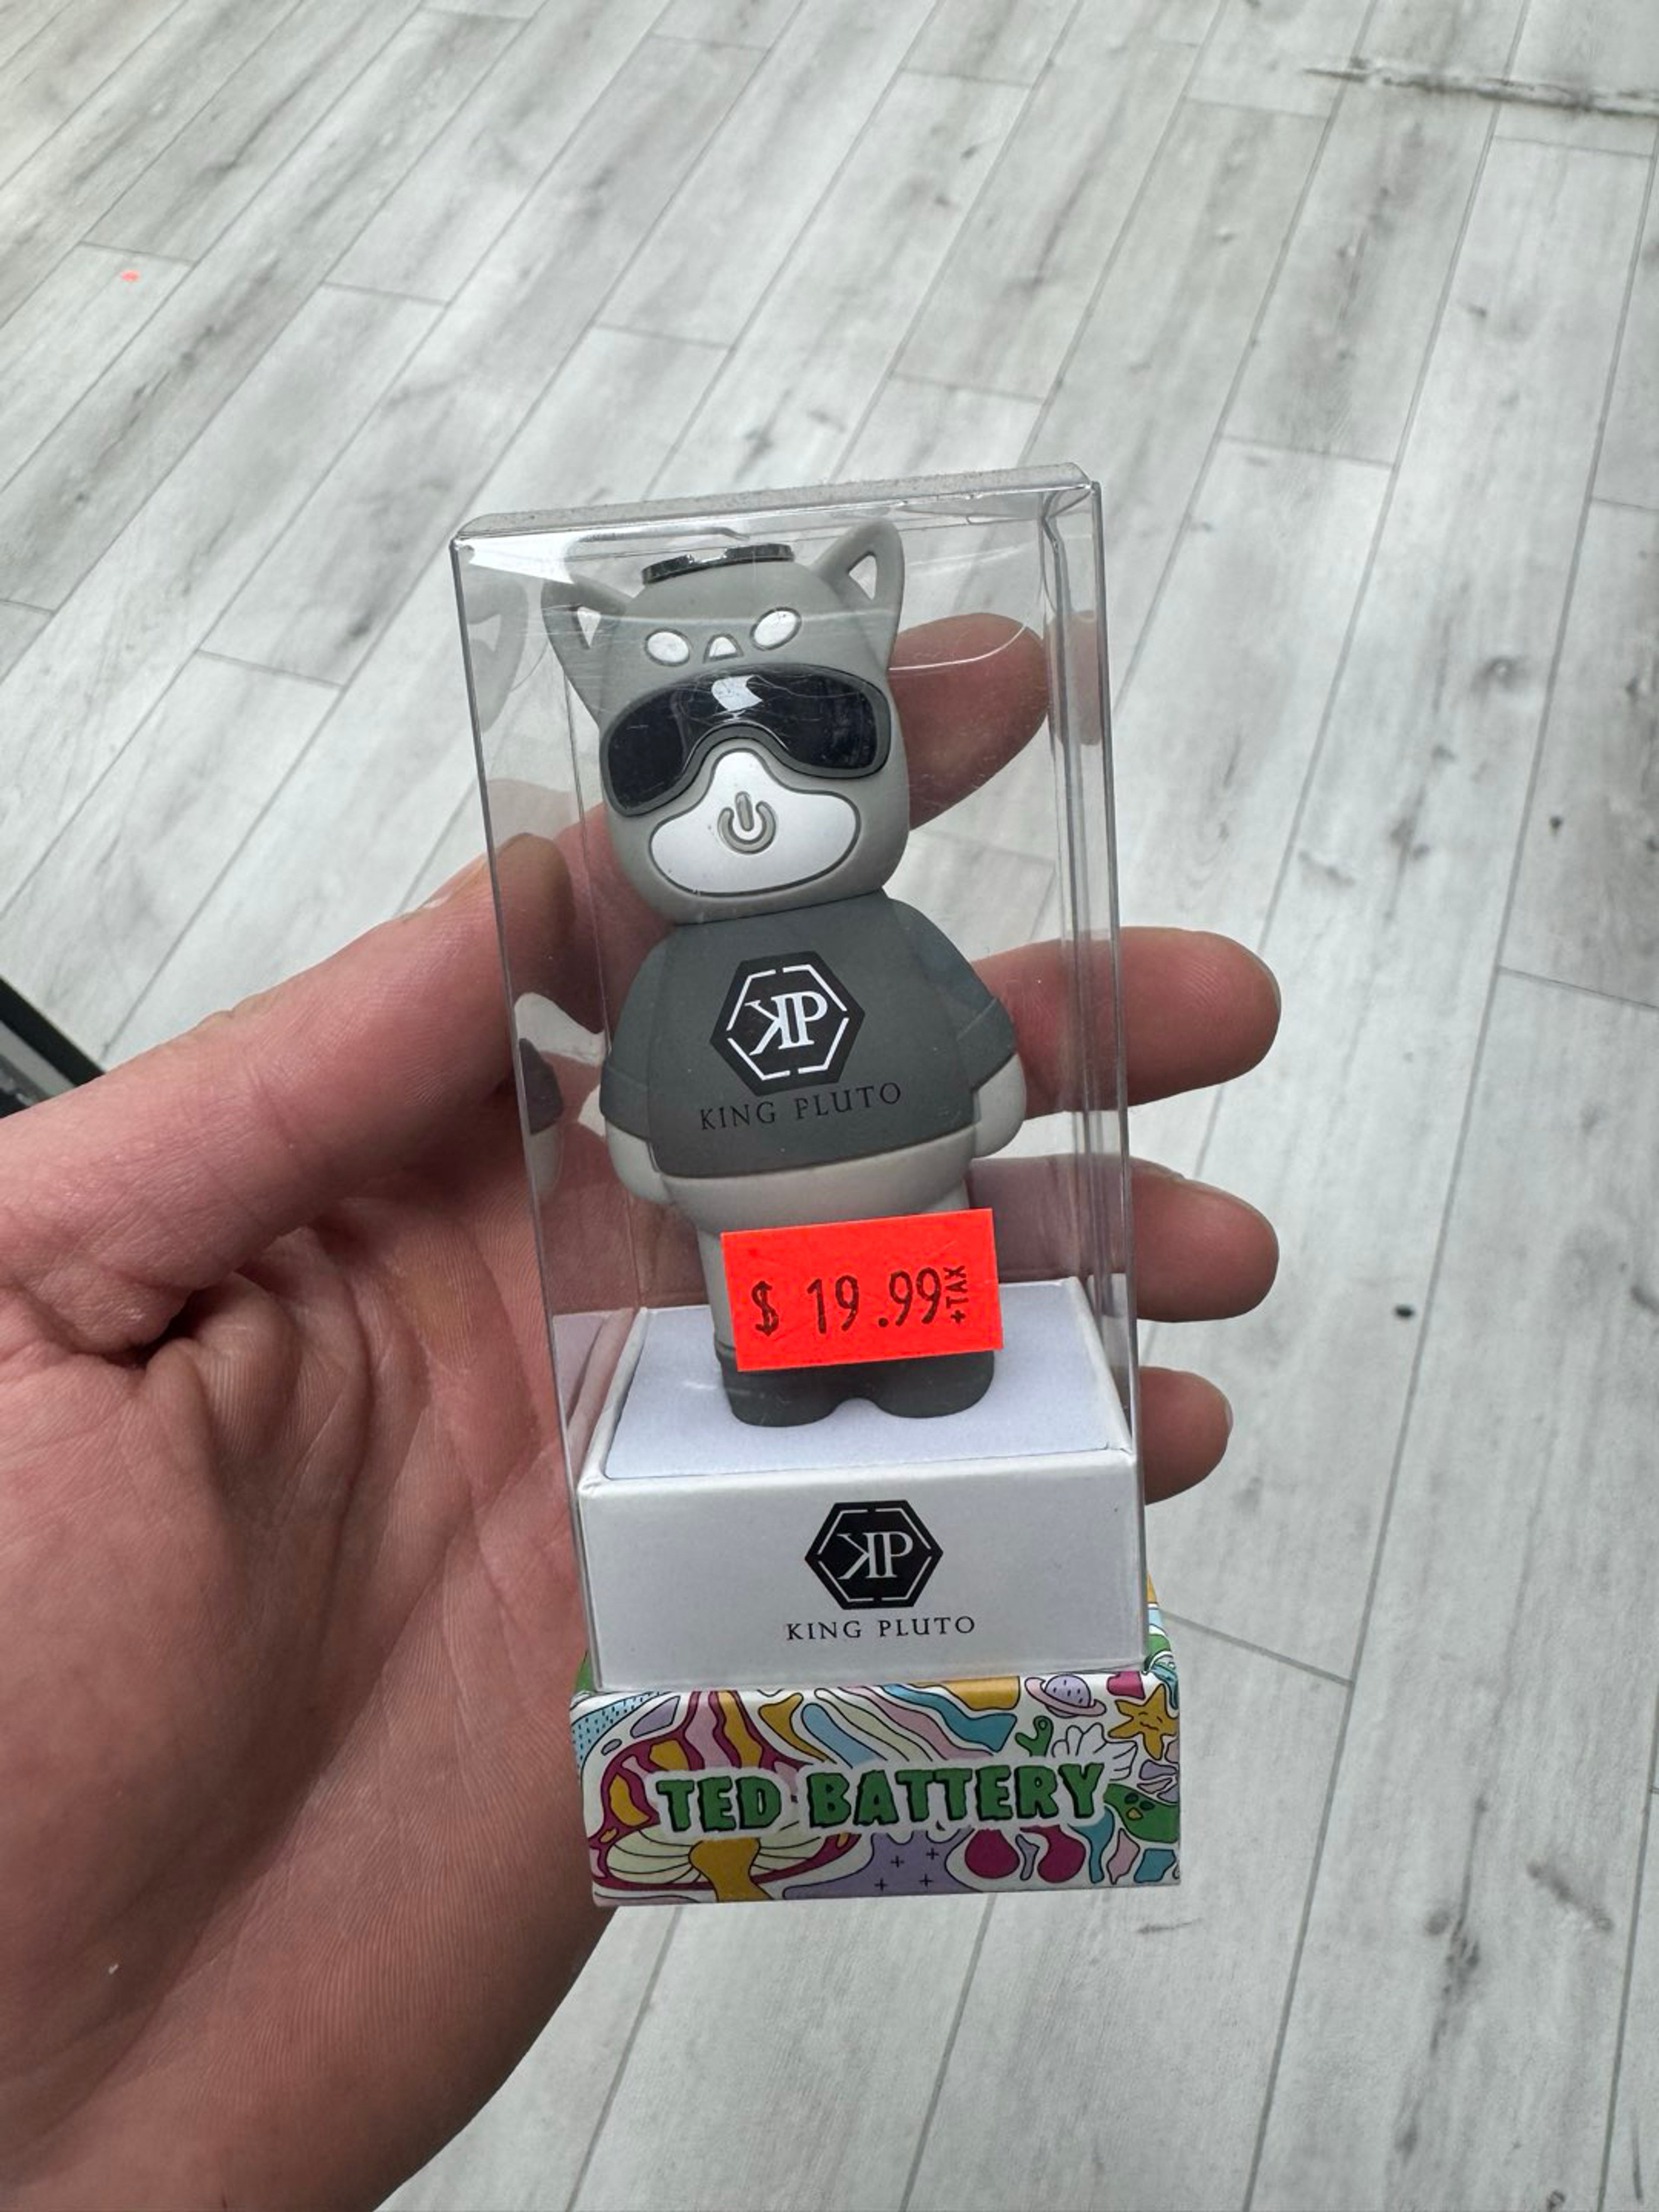 KP
KING PLUTO
$ 19.99 +TAX
KP
KING PLUTO
TED BATTERY